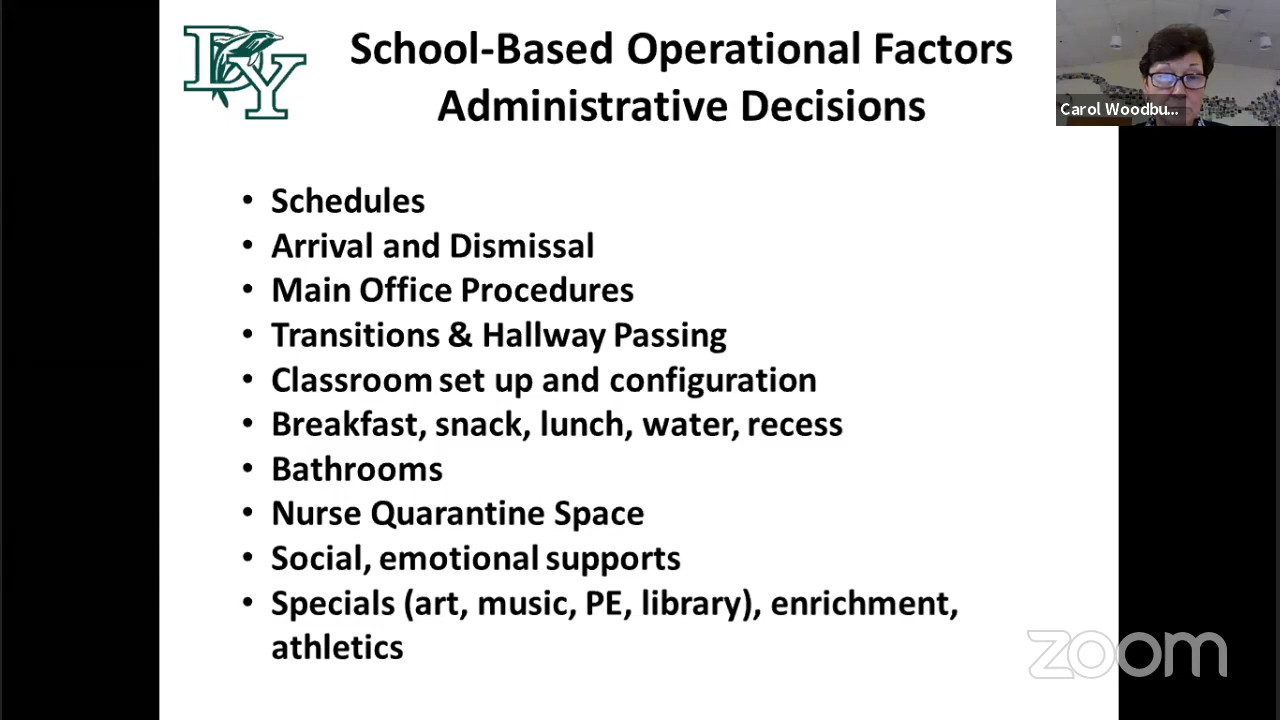 DY
School-Based Operational Factors
Administrative Decisions
Carol Woodbu...
• Schedules
• Arrival and Dismissal
• Main Office Procedures
• Transitions & Hallway Passing
• Classroom set up and configuration
• Breakfast, snack, lunch, water, recess
• Bathrooms
• Nurse Quarantine Space
• Social, emotional supports
• Specials (art, music, PE, library), enrichment,
athletics
zoom